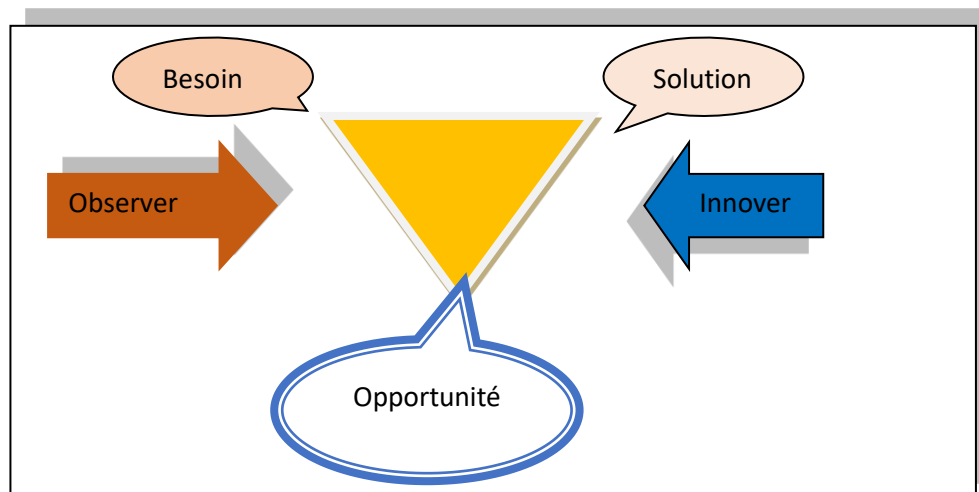 Besoin
Solution
Observer
Innover
Opportunité